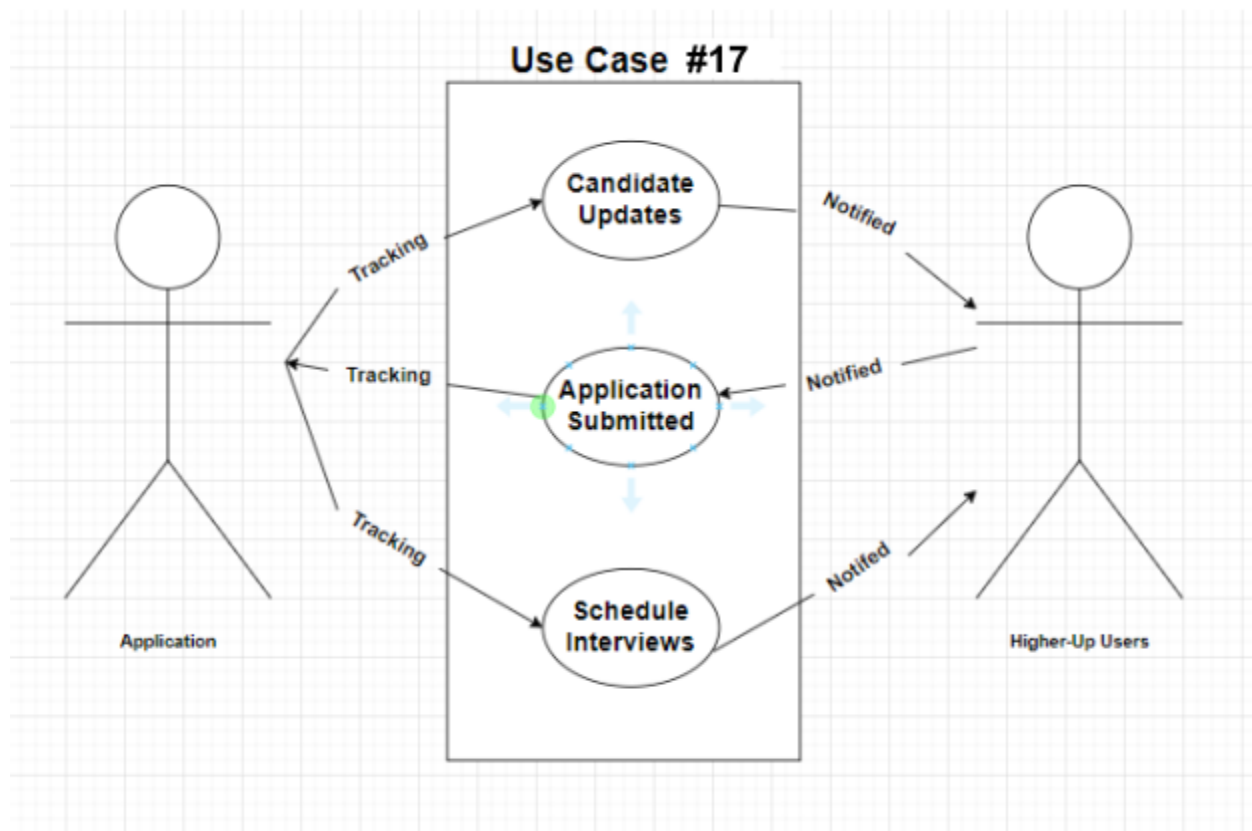 Use Case #17
Candidate
Updates
Notified
Tracking
Tracking
Application
Submitted
Notified
Tracking
Schedule
Interviews
Notifed
Application
Higher-Up Users